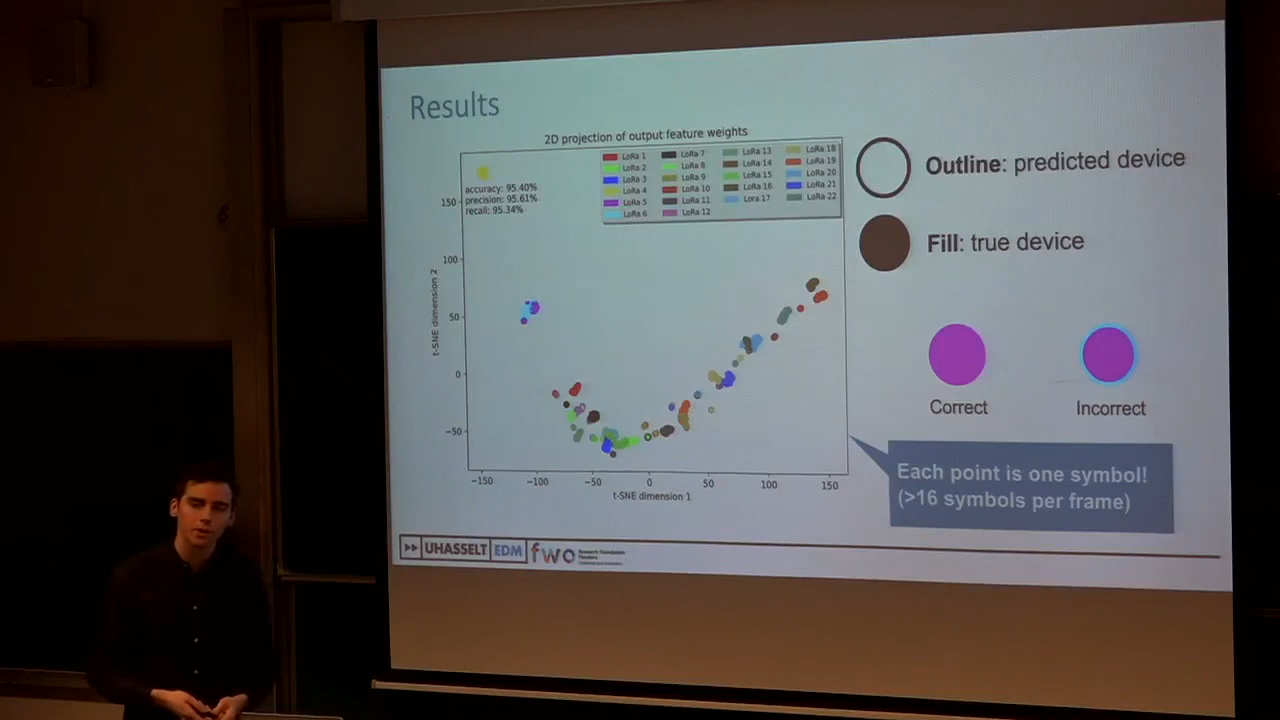 Results
2D projection of output feature weights
accuracy: 95.40%
precision: 95.61%
recall: 95.34%
LoRa 1
LoRa 2
LoRa 3
LoRa 4
LoRa 5
LoRa 6
LoRa 7
LoRa 8
LoRa 9
LoRa 10
LoRa 11
LoRa 12
LoRa 13
LoRa 14
LoRa 15
LoRa 16
Lora 17
LoRa 18
LoRa 19
LoRa 20
LoRa 21
LoRa 22
t-SNE dimension 2
150
100
50
0
−50
−150
−100
−50
0
50
100
150
t-SNE dimension 1
Outline: predicted device
Fill: true device
Correct
Incorrect
Each point is one symbol!
(>16 symbols per frame)
UHASSELT EDM fwo
Research Foundation
Flanders